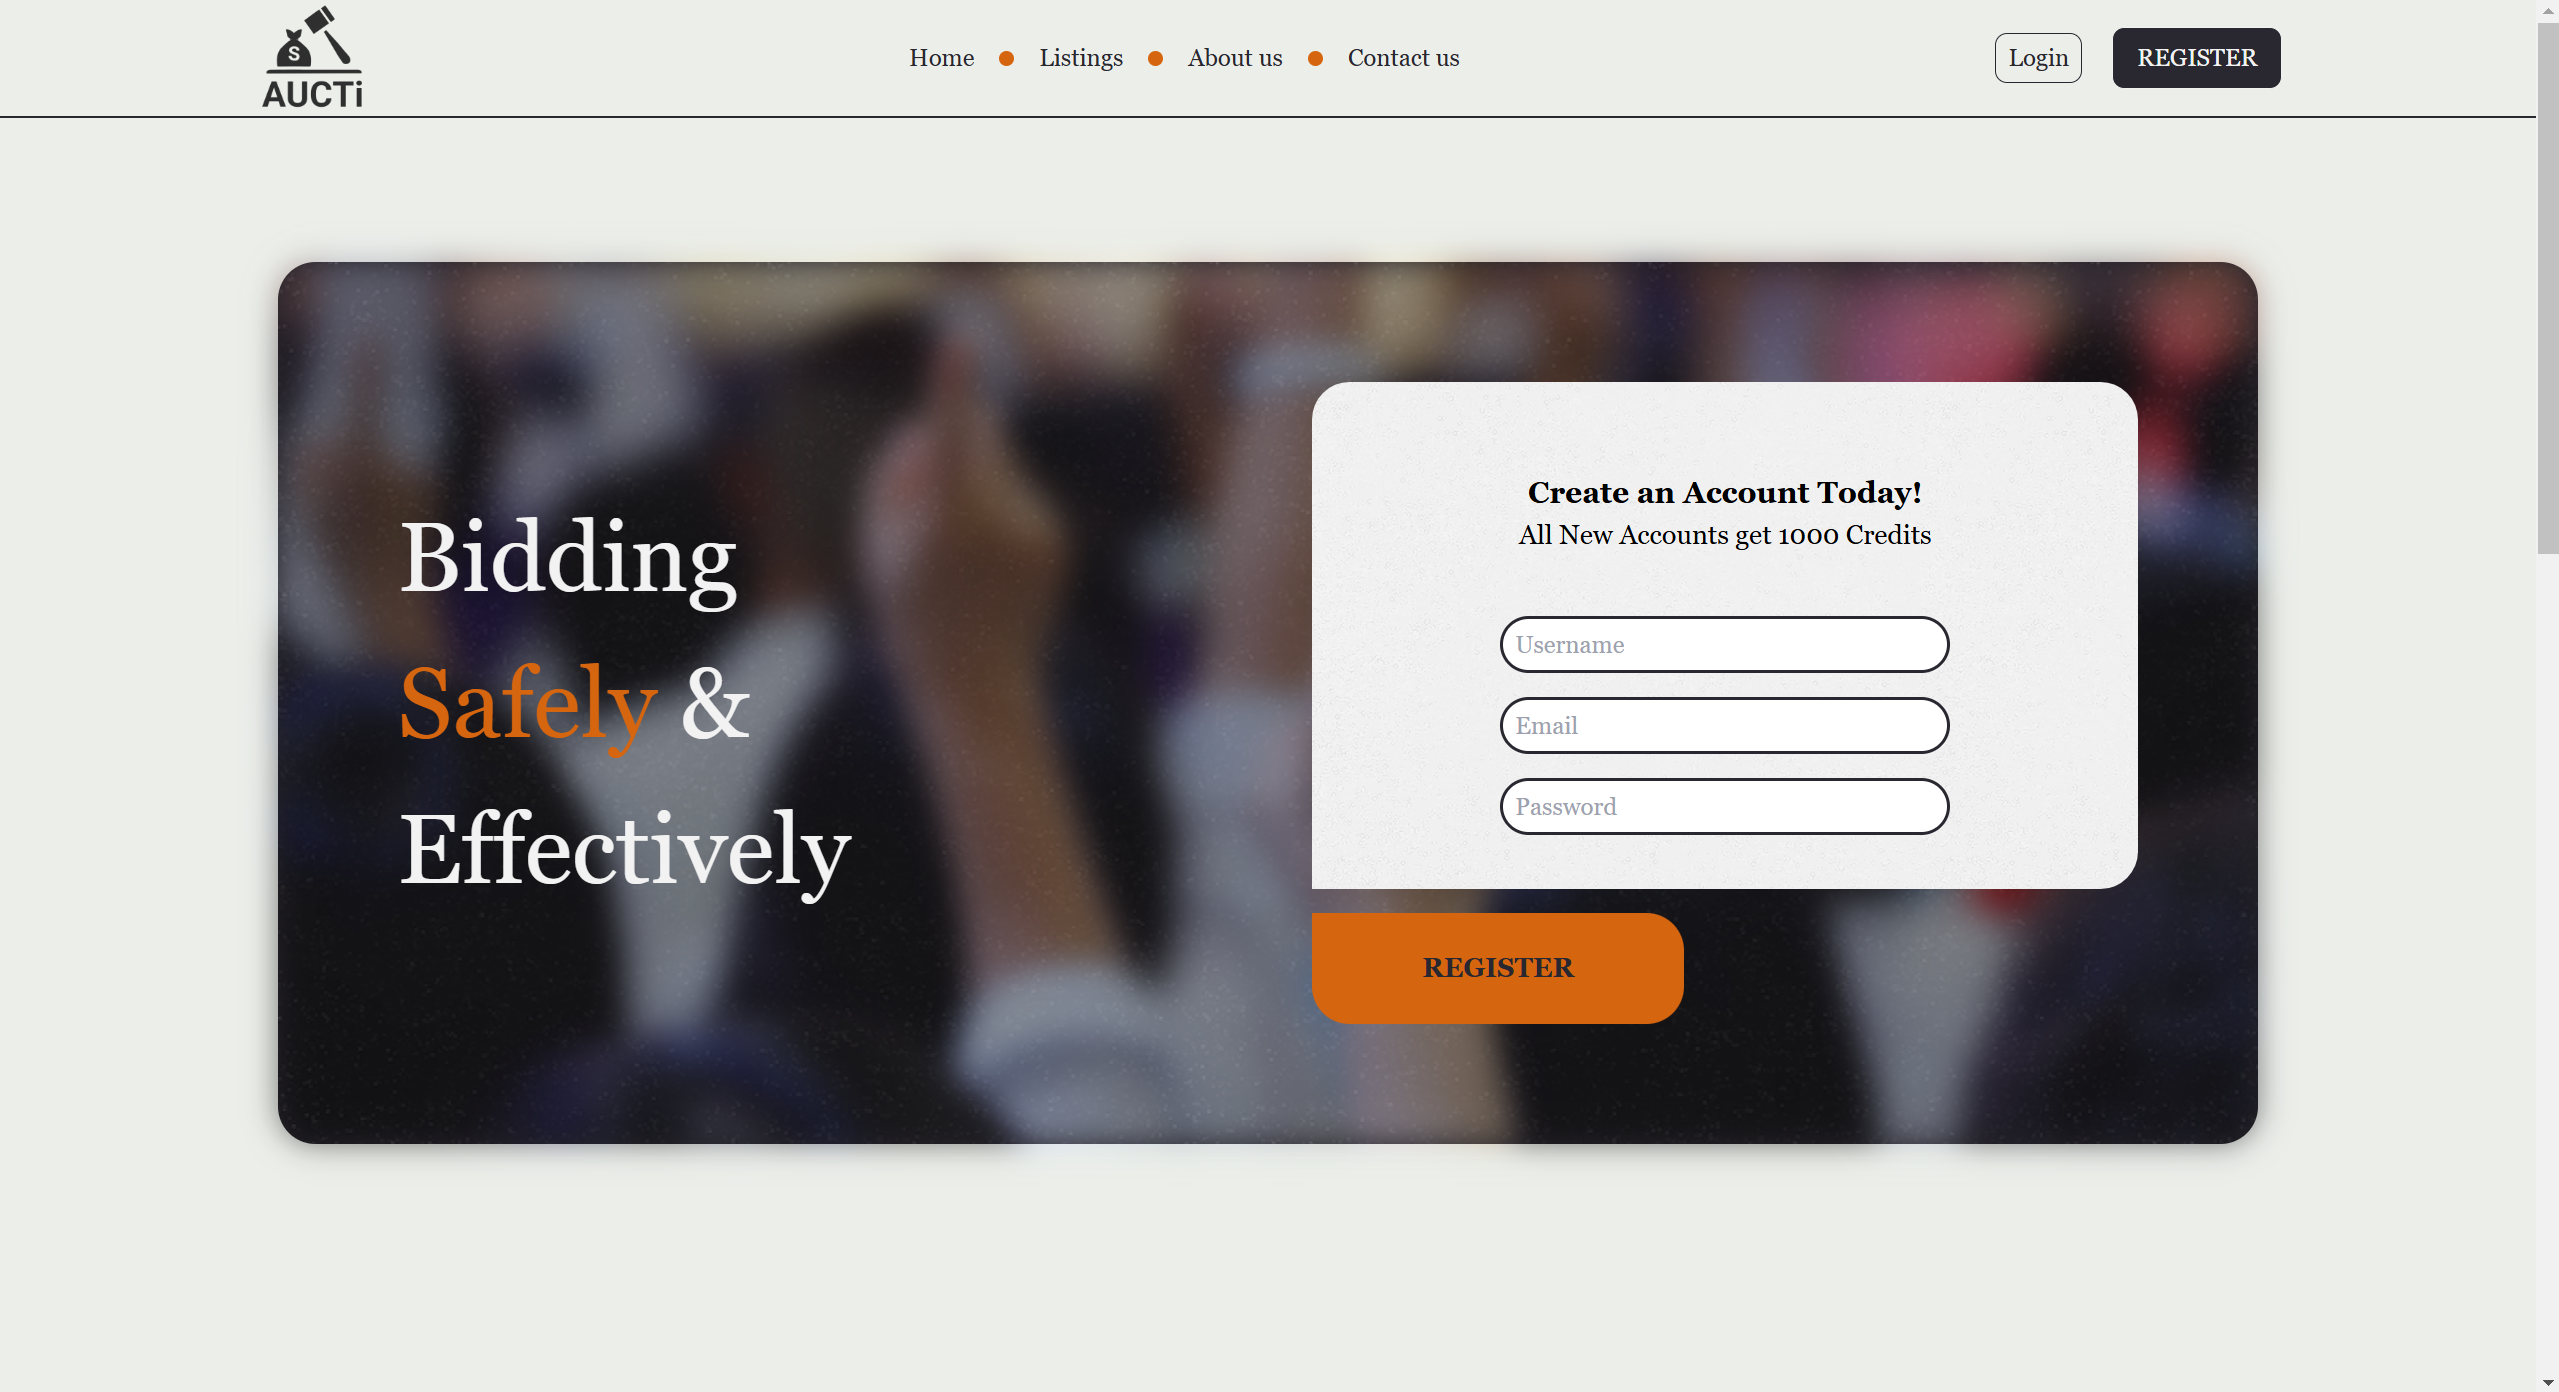 S
AUCTi
Home
Listings
About us
Contact us
Login
REGISTER
Bidding
Safely &
Effectively
Create an Account Today!
All New Accounts get 1000 Credits
Username
Email
Password
REGISTER